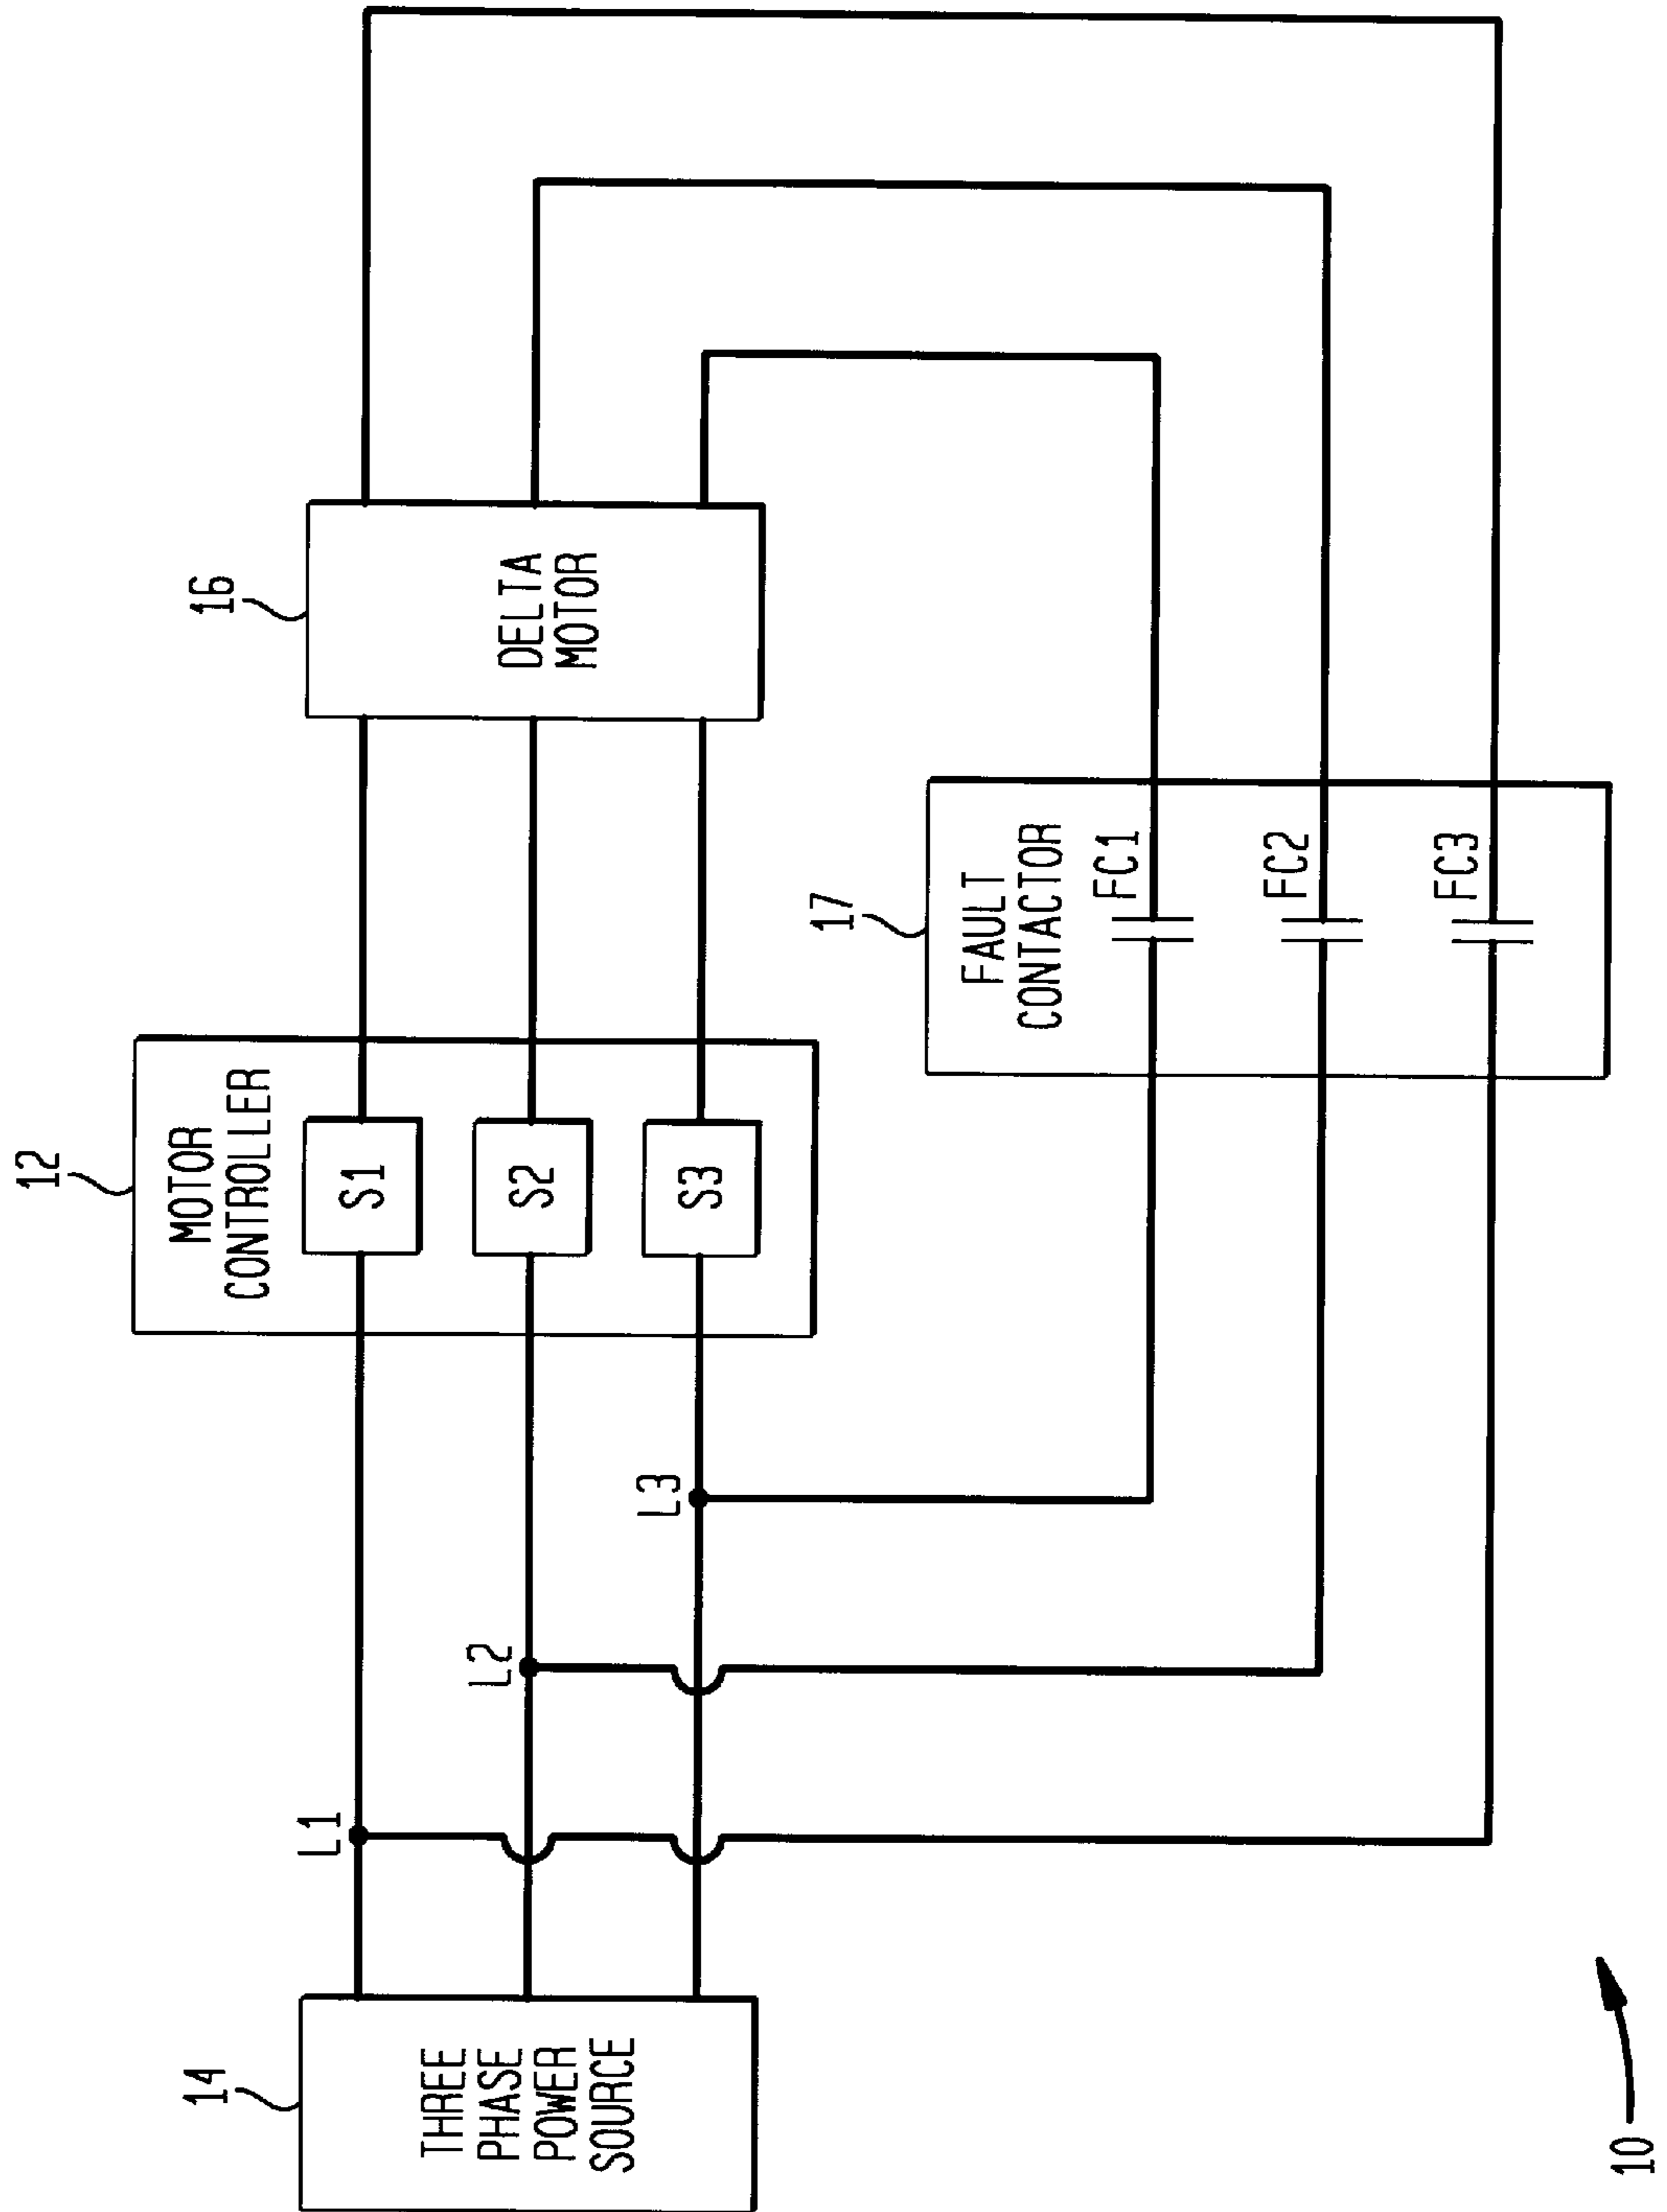 12
MOTOR
CONTROLLER
S1
S2
S3
14
THREE
PHASE
POWER
SOURCE
L1
L2
L3
16
DELTA
MOTOR
17
FAULT
CONTACTOR
FC1
FC2
FC3
10